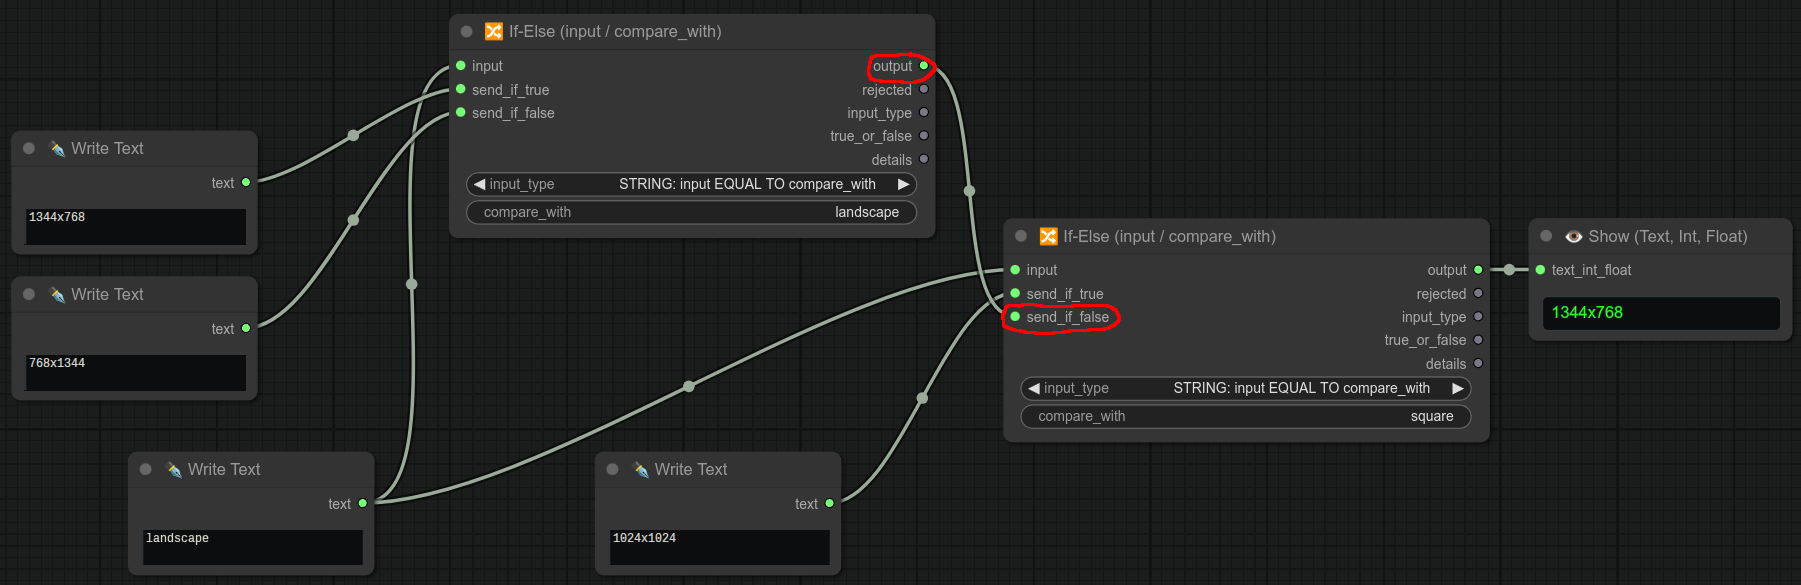 If-Else (input / compare_with)
input
output
send_if_true
rejected
send_if_false
input_type
true_or_false
details
input_type
STRING: input EQUAL TO compare_with
compare_with
landscape
Write Text
text
1344x768
Write Text
text
768x1344
If-Else (input / compare_with)
input
output
send_if_true
rejected
send_if_false
input_type
true_or_false
details
input_type
STRING: input EQUAL TO compare_with
compare_with
square
Show (Text, Int, Float)
text_int_float
1344x768
Write Text
text
landscape
Write Text
text
1024x1024